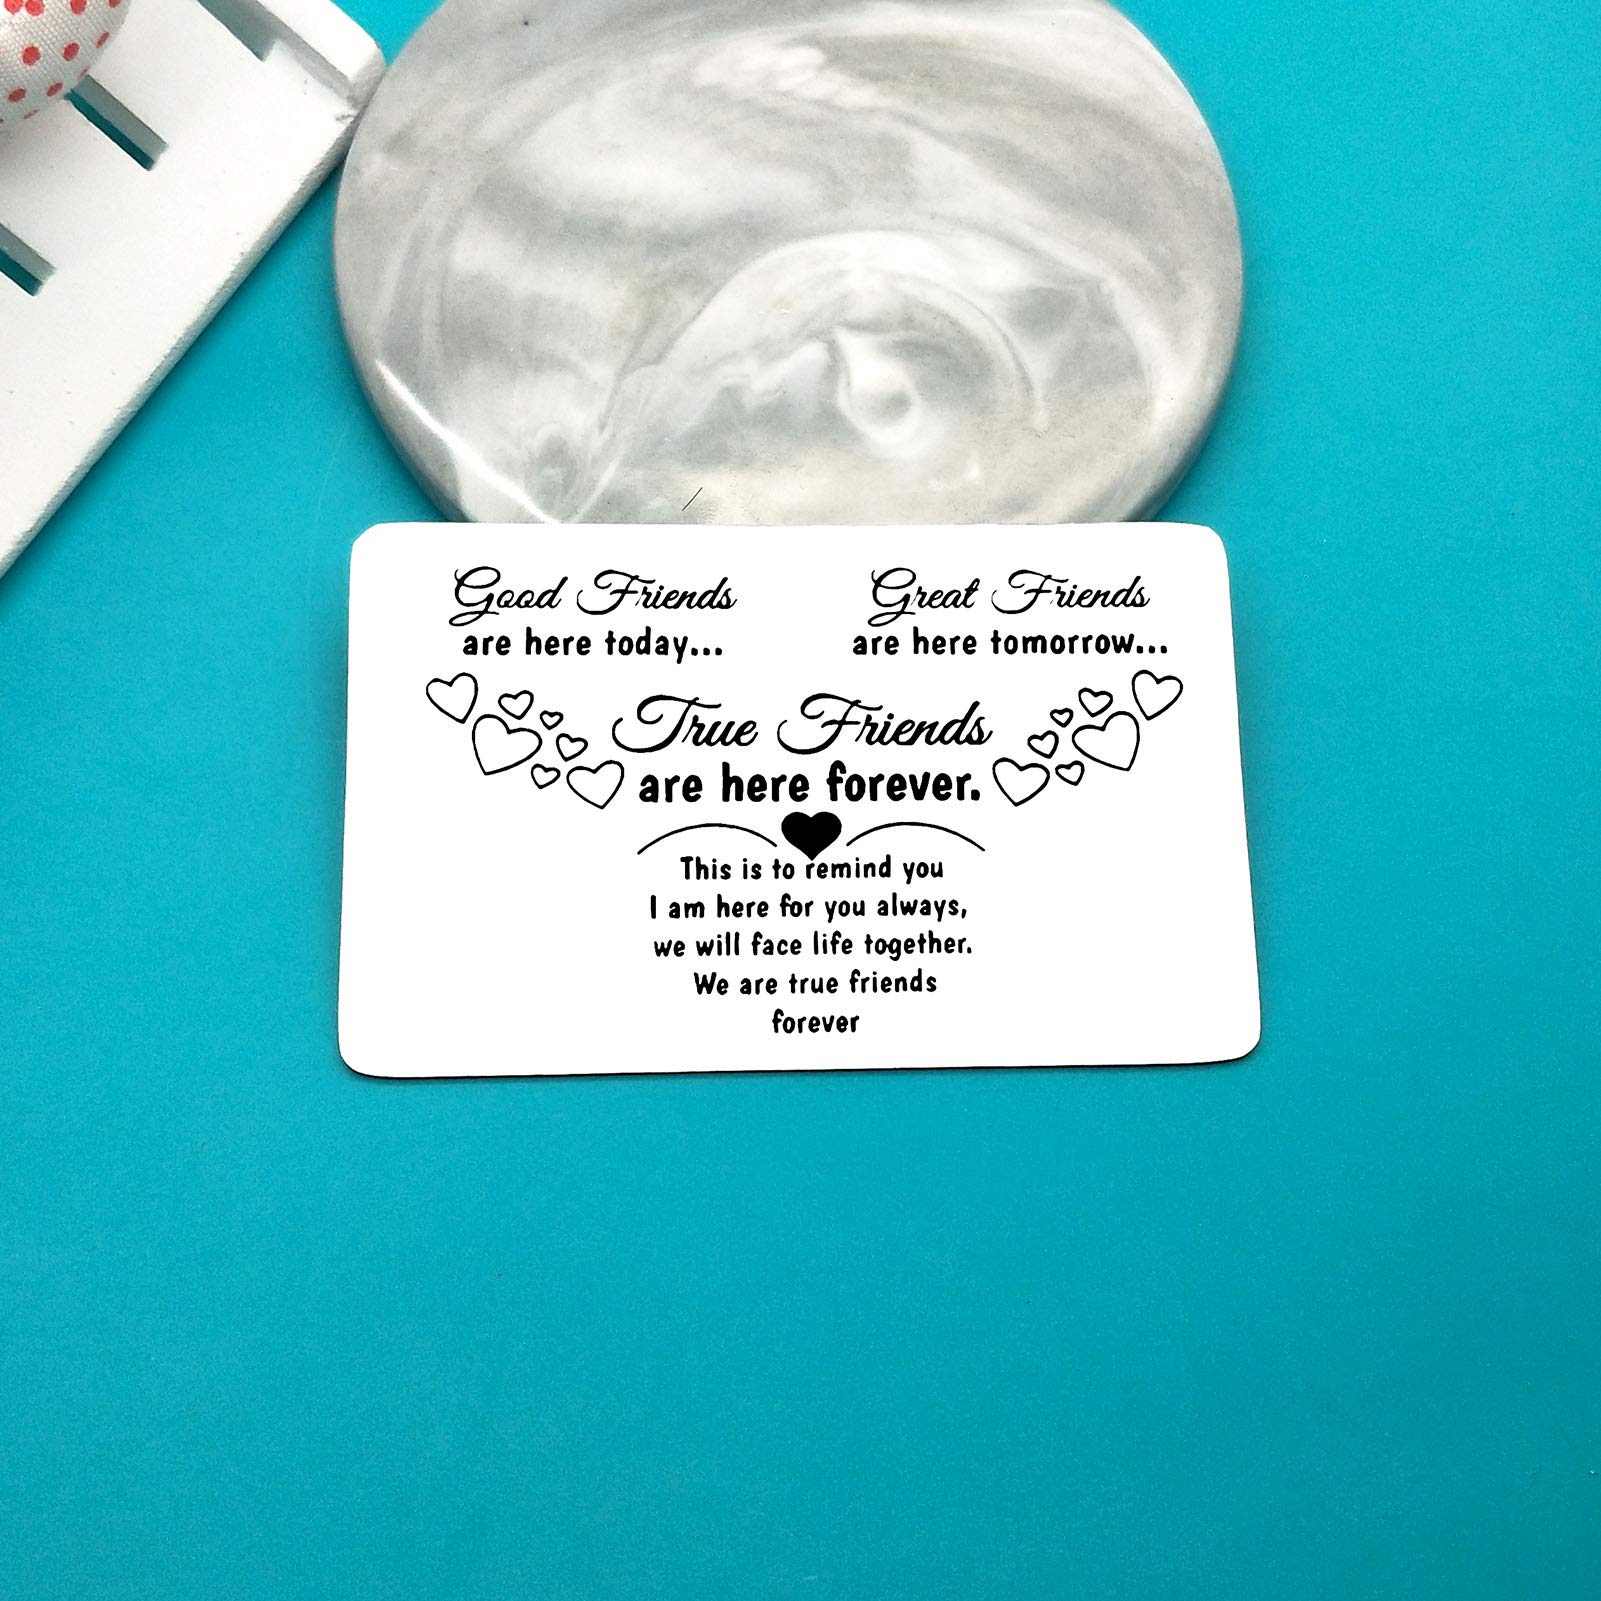 Good Friends
are here today...
Great Friends
are here tomorrow...
True Friends
are here forever.
This is to remind you
I am here for you always,
we will face life together.
We are true friends
forever